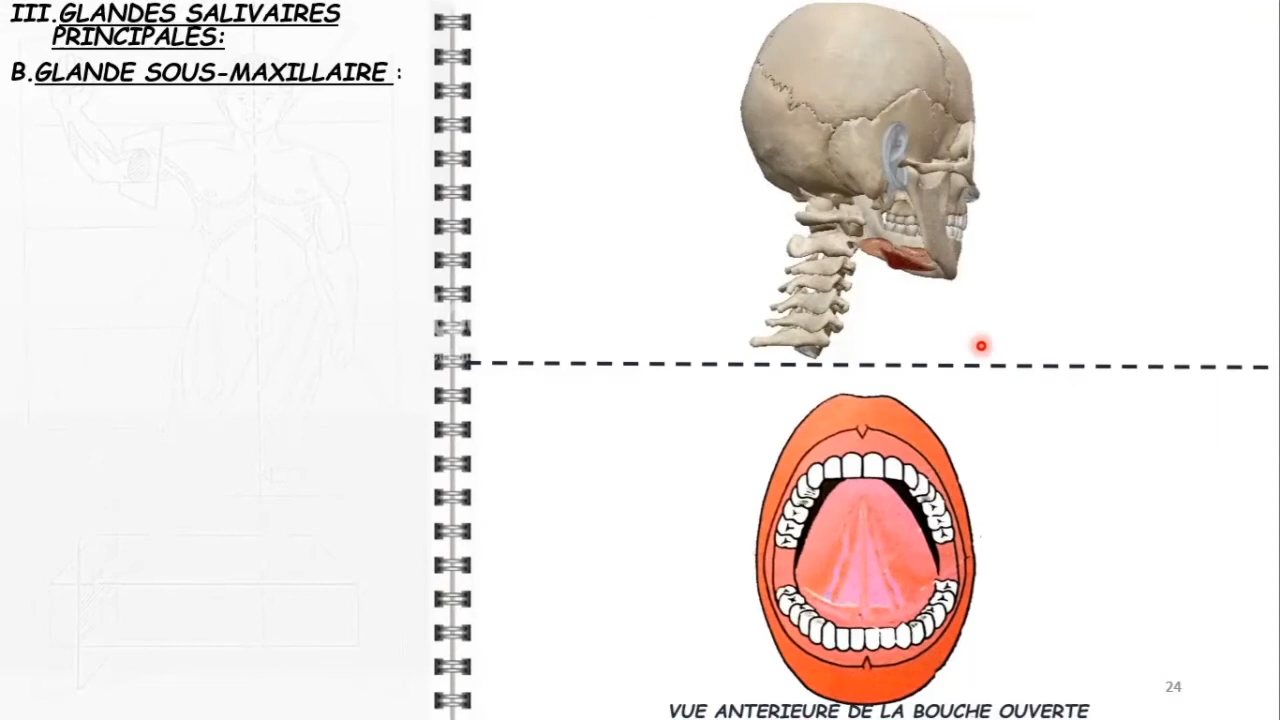 III.GLANDES SALIVAIRES
PRINCIPALES:
B.GLANDE SOUS-MAXILLAIRE :
24
VUE ANTERIEURE DE LA BOUCHE OUVERTE